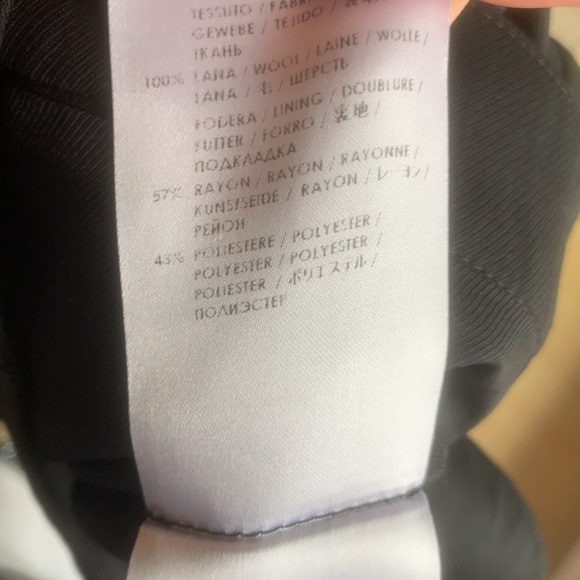 TESSUTO / FABRIC
GEWEBE / TEJIDO /
ТКАНЬ
100% LANA / WOOL / LAINE / WOLLE /
LANA / 毛 / ШЕРСТЬ
FODERA / LINING / DOUBLURE /
FUTTER / FORRO / 裏地 /
ПОДКЛАДКА
57% RAYON / RAYON / RAYONNE /
KUNSTSEIDE / RAYON / レーヨン /
РЕЙОН
43% POLIESTERE / POLYESTER /
POLYESTER / POLYESTER /
POLIESTER / ポリエステル /
ПОЛИЭСТЕР